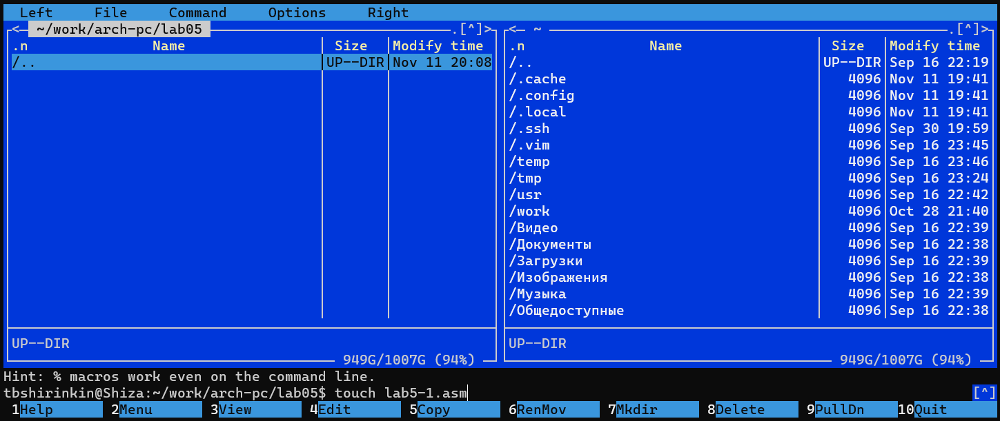 Left File Command Options Right
<─ ~/work/arch-pc/lab05 ─.[^]>
.n Name Size Modify time
/.. UP--DIR Nov 11 20:08
UP--DIR
949G/1007G (94%)
<─ ~ ─.[^]>
.n Name Size Modify time
/.. UP--DIR Sep 16 22:19
/.cache 4096 Nov 11 19:41
/.config 4096 Nov 11 19:41
/.local 4096 Nov 11 19:41
/.ssh 4096 Sep 30 19:59
/.vim 4096 Sep 16 23:45
/temp 4096 Sep 16 23:46
/tmp 4096 Sep 16 23:24
/usr 4096 Sep 16 22:42
/work 4096 Oct 28 21:40
/Видео 4096 Sep 16 22:39
/Документы 4096 Sep 16 22:38
/Загрузки 4096 Sep 16 22:39
/Изображения 4096 Sep 16 22:38
/Музыка 4096 Sep 16 22:39
/Общедоступные 4096 Sep 16 22:38
UP--DIR
949G/1007G (94%)
Hint: % macros work even on the command line.
tbshirinkin@Shiza:~/work/arch-pc/lab05$ touch lab5-1.asm [^]
1Help 2Menu 3View 4Edit 5Copy 6RenMov 7Mkdir 8Delete 9PullDn 10Quit